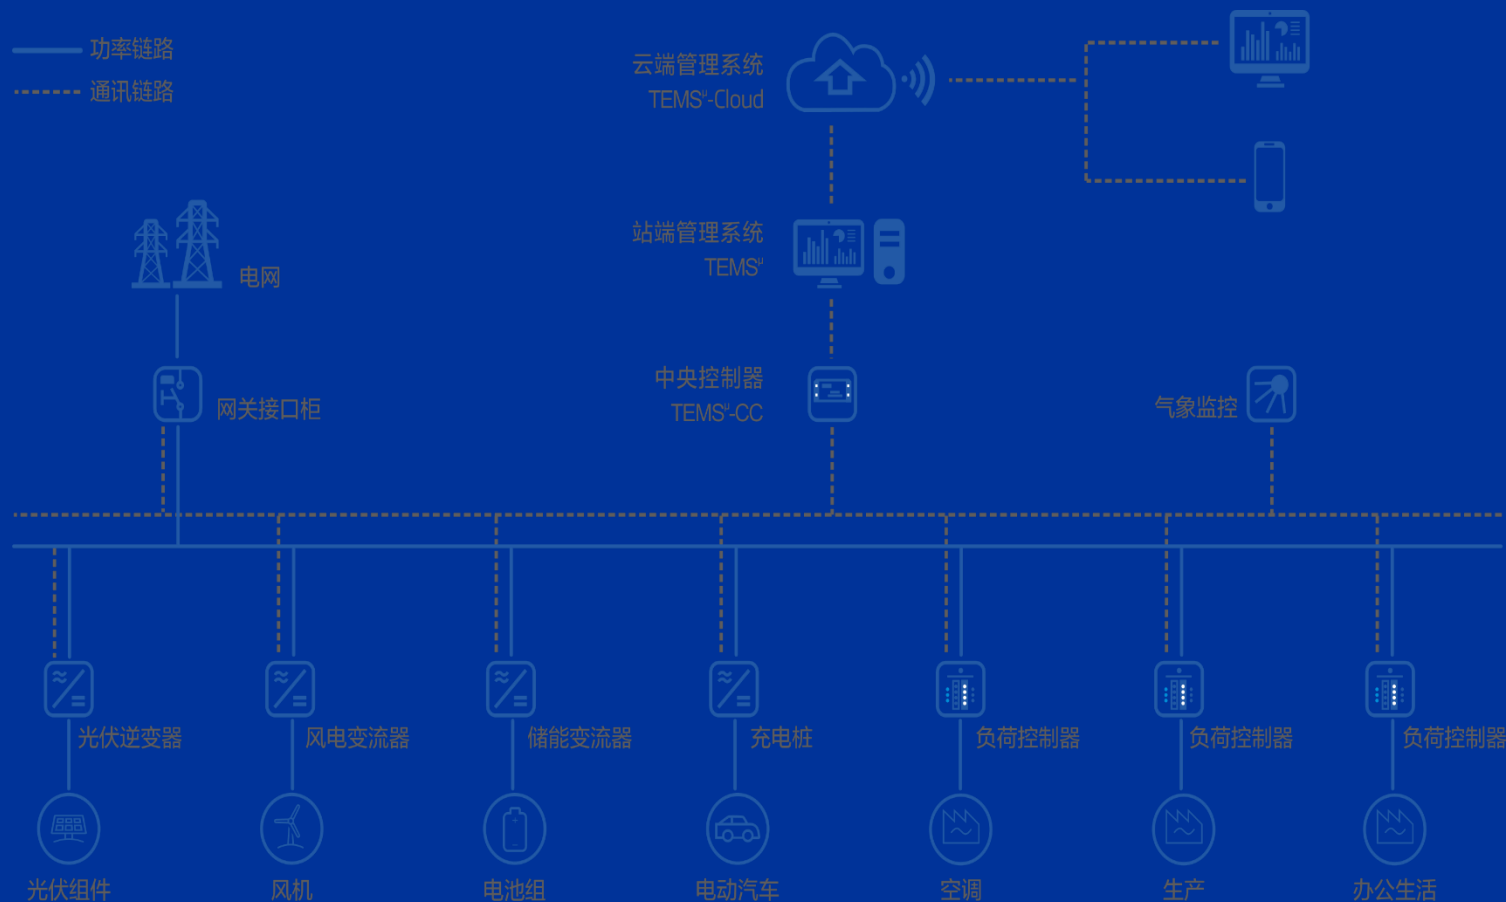 功率链路
通讯链路
云端管理系统
TEMSμ-Cloud
站端管理系统
TEMSμ
电网
中央控制器
TEMSμ-CC
网关接口柜
气象监控
光伏逆变器
风电变流器
储能变流器
充电桩
负荷控制器
负荷控制器
负荷控制器
光伏组件
风机
电池组
电动汽车
空调
生产
办公生活